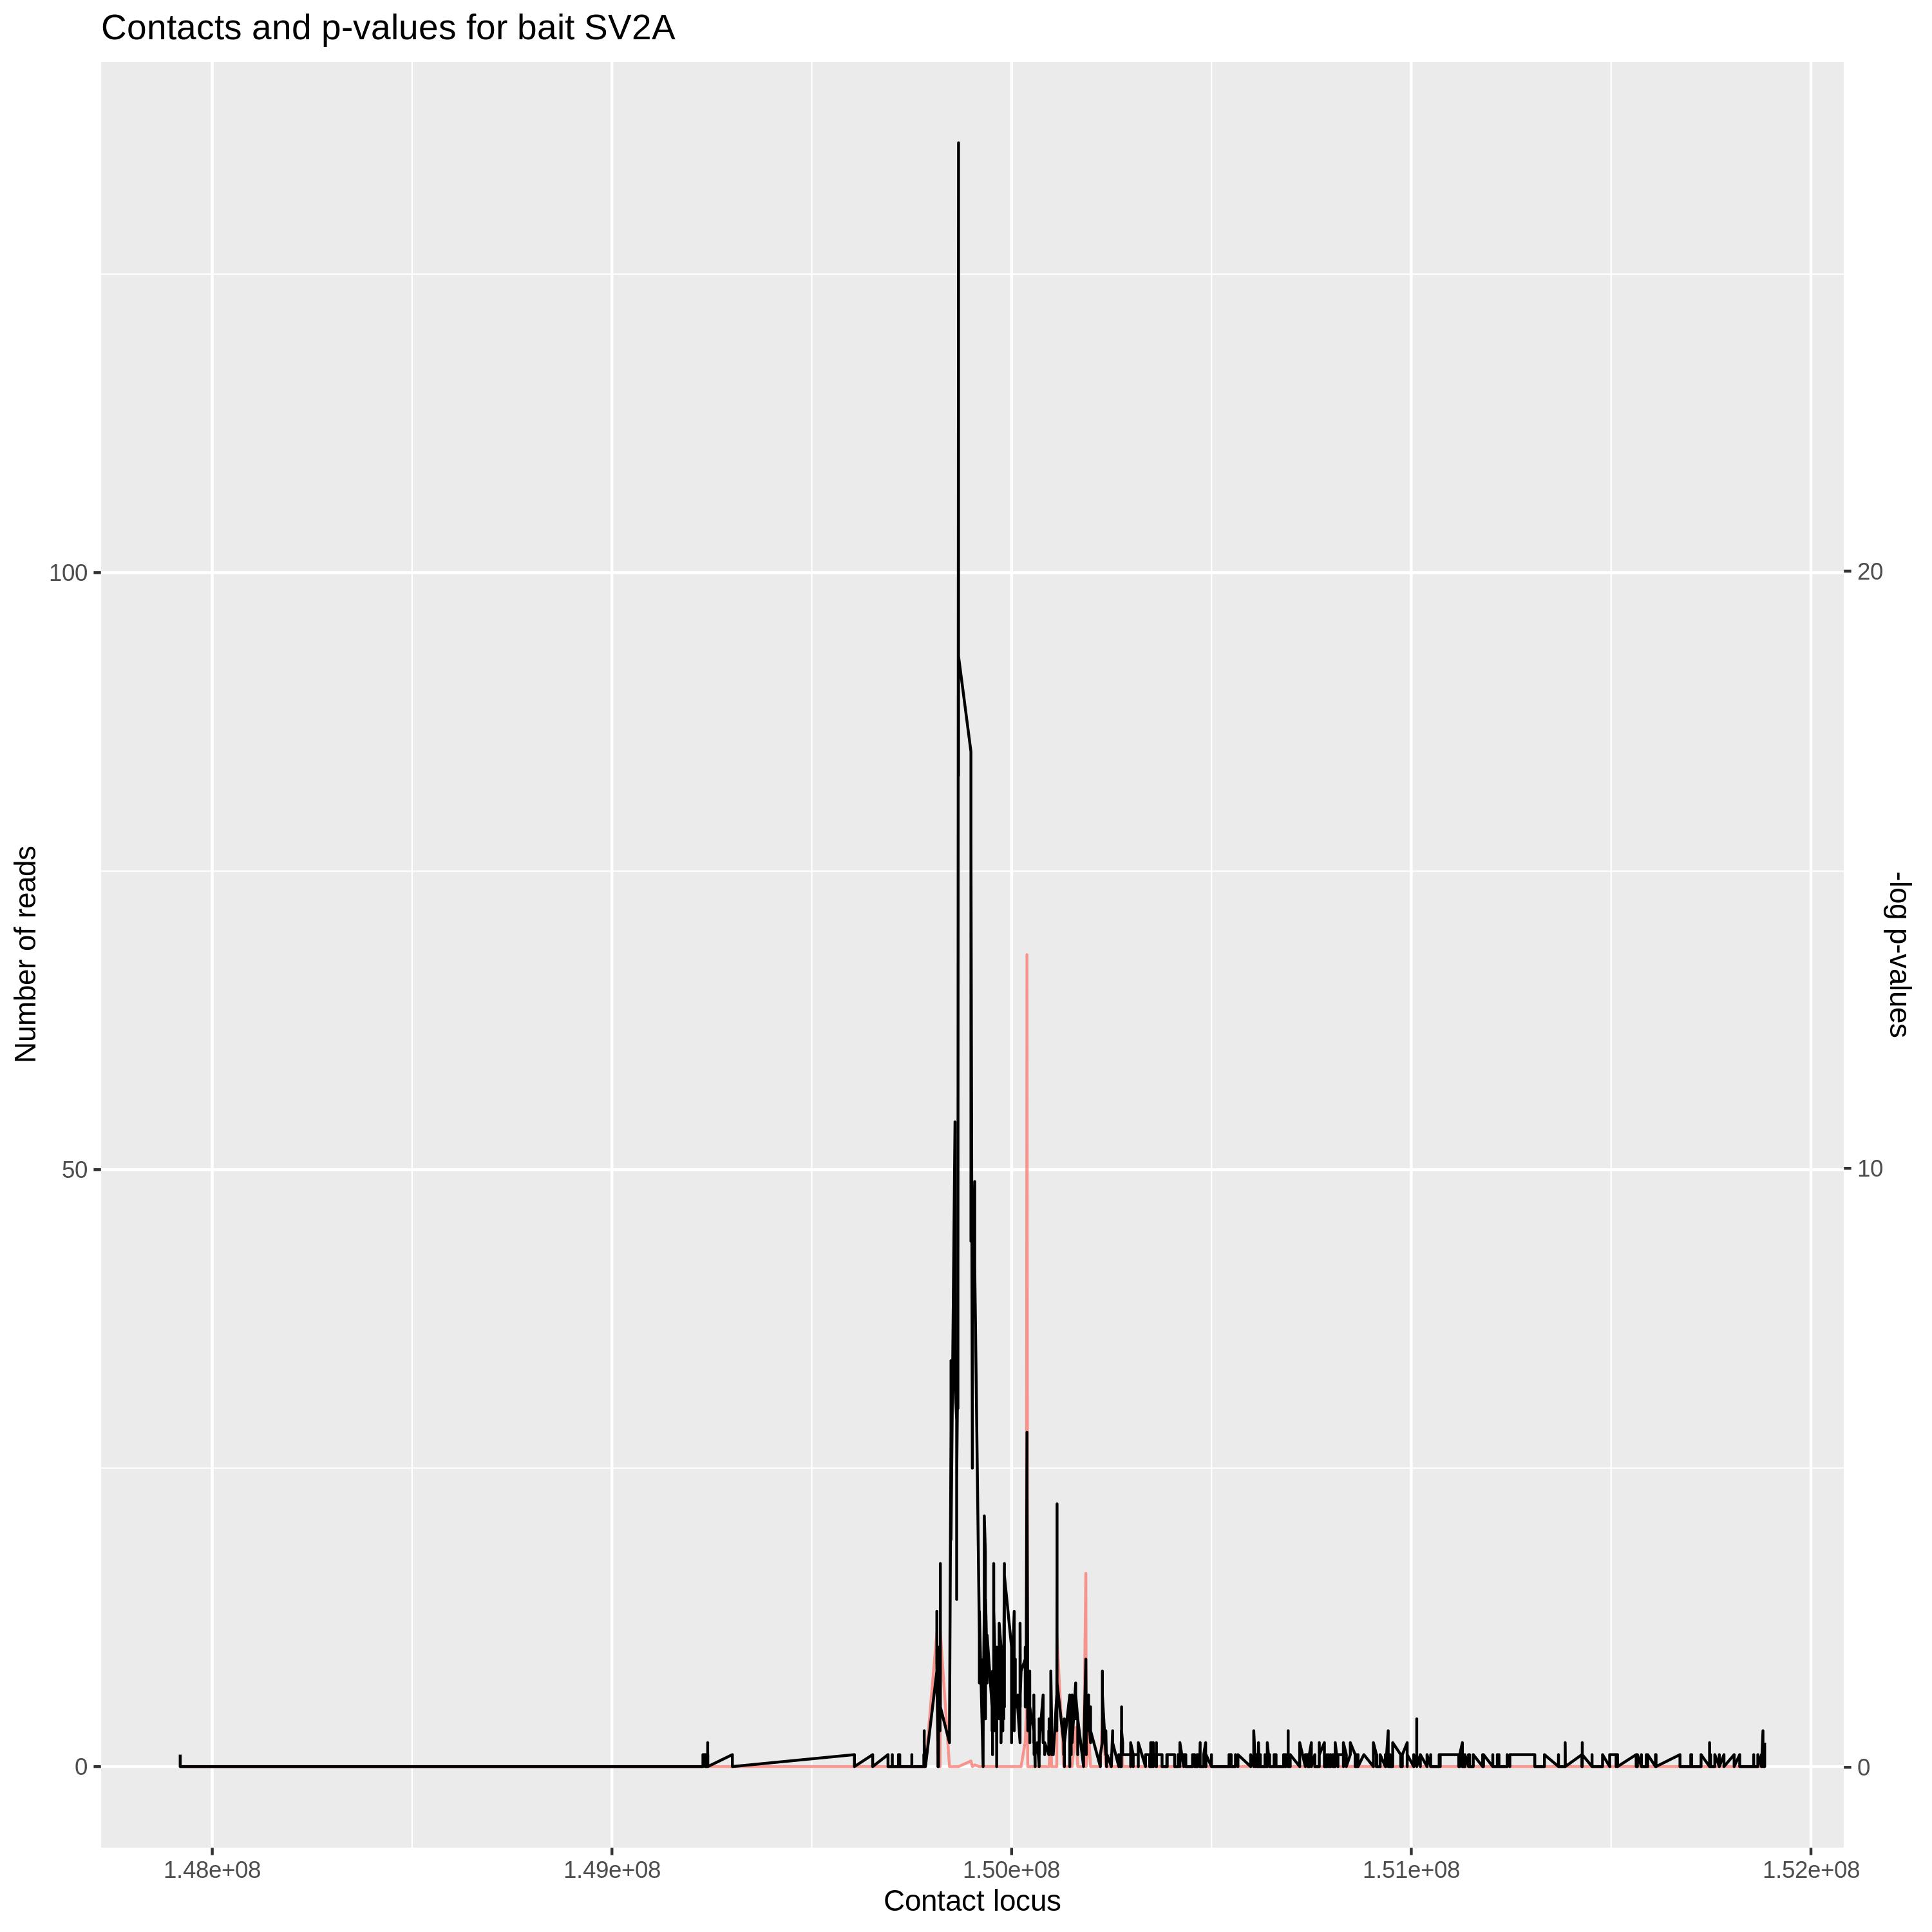 Contacts and p-values for bait SV2A
100
50
0
20
10
0
Number of reads
-log p-values
1.48e+08 1.49e+08 1.50e+08 1.51e+08 1.52e+08
Contact locus